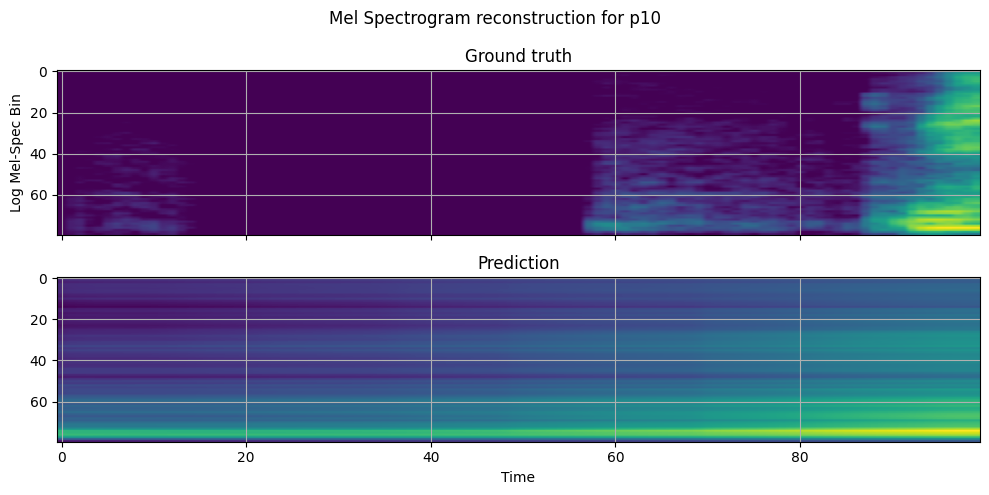 Mel Spectrogram reconstruction for p10
Ground truth
Log Mel-Spec Bin
0
20
40
60
Prediction
0
20
40
60
0 20 40 60 80
Time